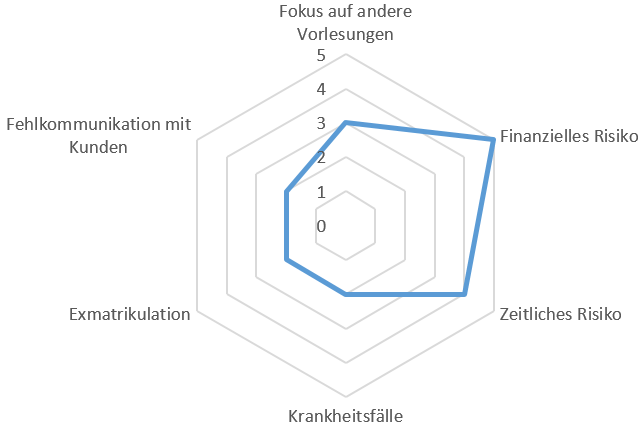 Fokus auf andere
Vorlesungen
5
4
3
2
1
0
Fehlkommunikation mit
Kunden
Finanzielles Risiko
Exmatrikulation
Zeitliches Risiko
Krankheitsfälle